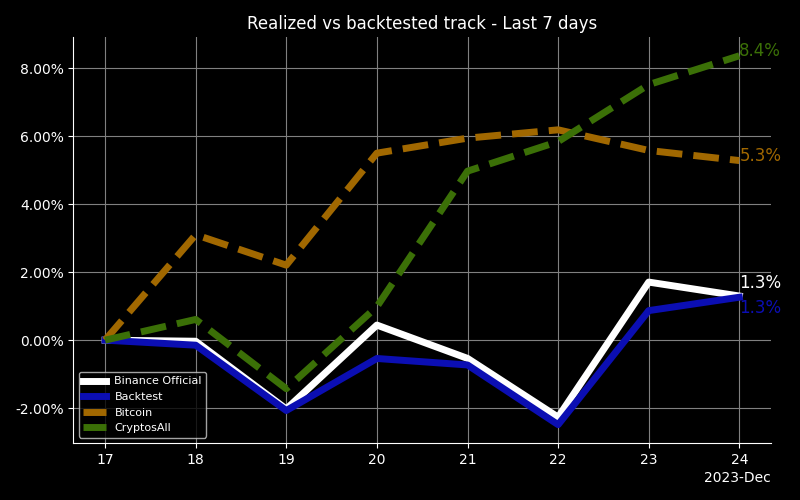 Realized vs backtested track - Last 7 days
8.00%
6.00%
4.00%
2.00%
0.00%
-2.00%
8.4%
5.3%
1.3%
1.3%
Binance Official
Backtest
Bitcoin
CryptosAll
17 18 19 20 21 22 23 24
2023-Dec